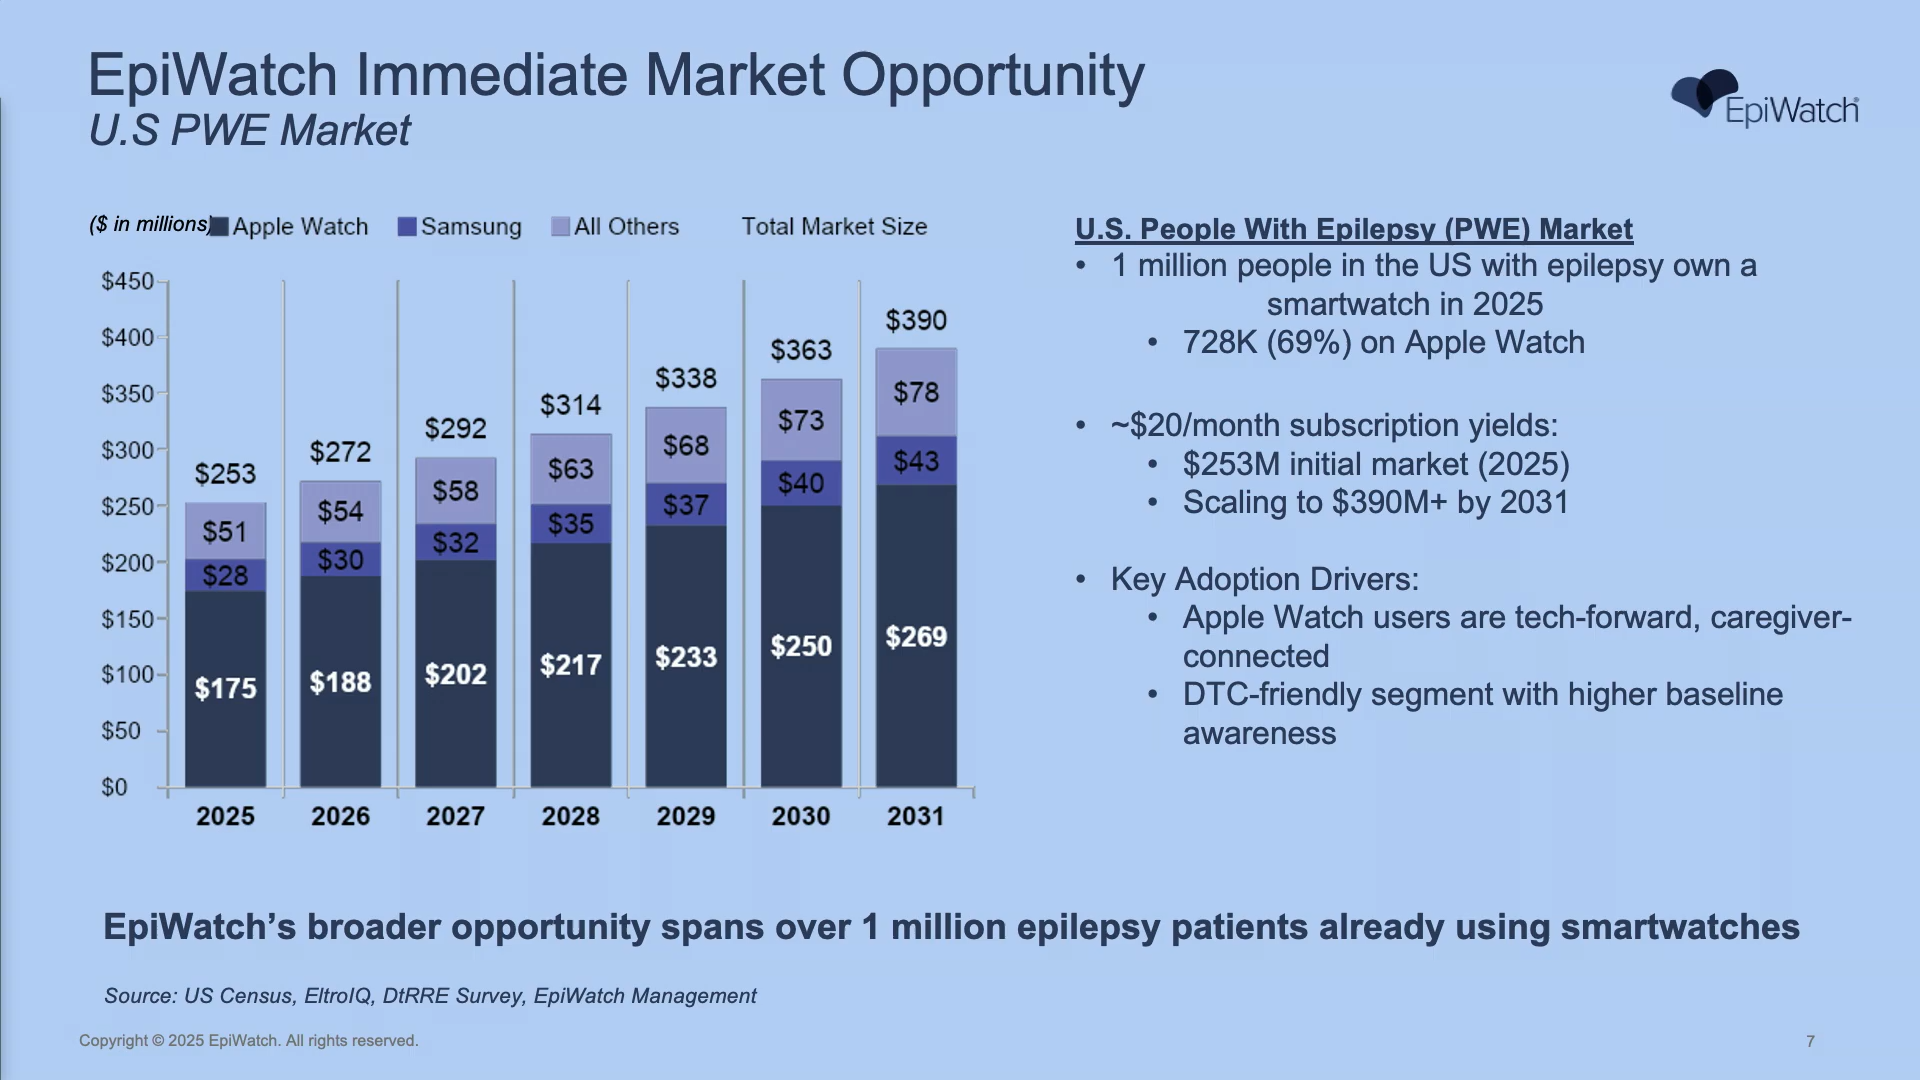 EpiWatch Immediate Market Opportunity
U.S PWE Market
EpiWatch®
($ in millions)
Apple Watch Samsung All Others Total Market Size
$450
$400
$350
$300
$250
$200
$150
$100
$50
$0
$253 $272 $292 $314 $338 $363 $390
$51 $54 $58 $63 $68 $73 $78
$28 $30 $32 $35 $37 $40 $43
$175 $188 $202 $217 $233 $250 $269
2025 2026 2027 2028 2029 2030 2031
U.S. People With Epilepsy (PWE) Market
• 1 million people in the US with epilepsy own a
smartwatch in 2025
• 728K (69%) on Apple Watch
• ~$20/month subscription yields:
• $253M initial market (2025)
• Scaling to $390M+ by 2031
• Key Adoption Drivers:
• Apple Watch users are tech-forward, caregiver-
connected
• DTC-friendly segment with higher baseline
awareness
EpiWatch’s broader opportunity spans over 1 million epilepsy patients already using smartwatches
Source: US Census, EltroIQ, DtRRE Survey, EpiWatch Management
Copyright © 2025 EpiWatch. All rights reserved.
7